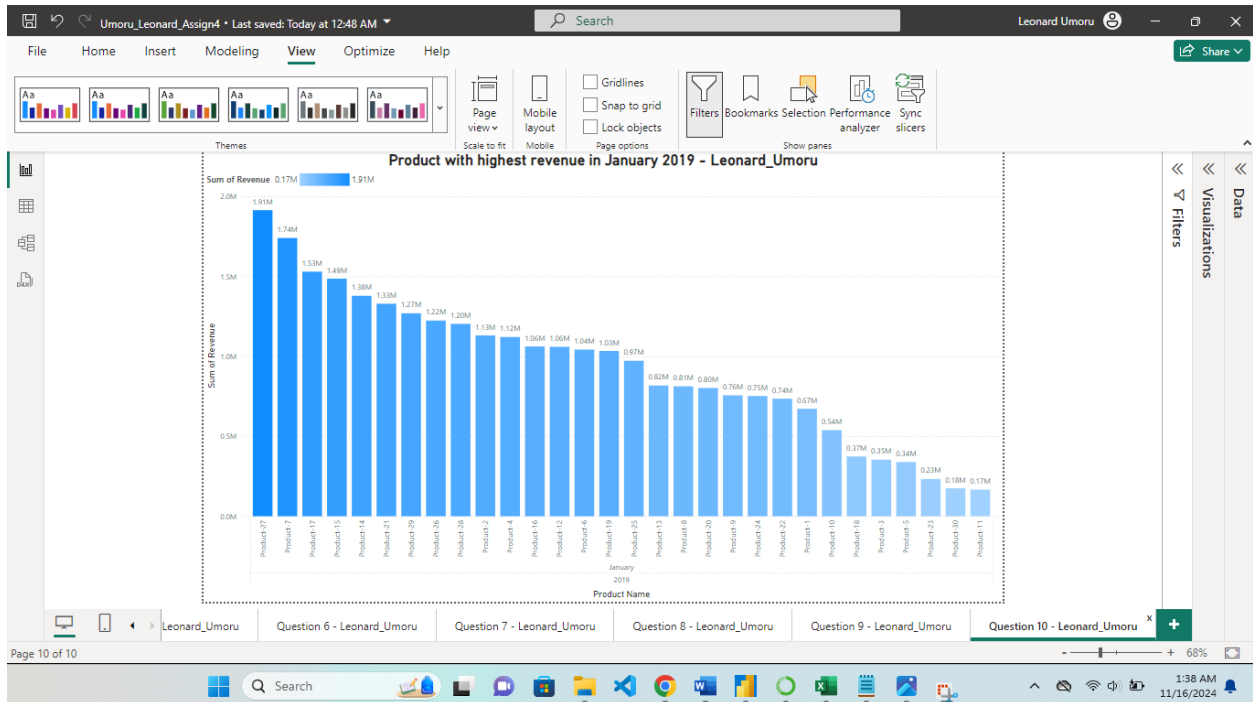 Umoru_Leonard_Assign4 • Last saved: Today at 12:48 AM
Search
Leonard Umoru
File Home Insert Modeling View Optimize Help
Share
Aa Aa Aa Aa Aa Aa
Themes
Page view
Scale to fit
Mobile layout
Mobile
Gridlines
Snap to grid
Lock objects
Page options
Filters Bookmarks Selection Performance analyzer Sync slicers
Show panes
Product with highest revenue in January 2019 - Leonard_Umoru
Sum of Revenue 0.17M 1.91M
2.0M
1.5M
1.0M
0.5M
0.0M
Sum of Revenue
1.91M 1.74M 1.53M 1.49M 1.38M 1.33M 1.27M 1.22M 1.20M 1.13M 1.12M 1.06M 1.06M 1.04M 1.03M 0.97M 0.82M 0.81M 0.80M 0.76M 0.75M 0.74M 0.67M 0.54M 0.37M 0.35M 0.34M 0.23M 0.18M 0.17M
Product-27 Product-7 Product-17 Product-15 Product-14 Product-21 Product-29 Product-26 Product-28 Product-2 Product-4 Product-16 Product-12 Product-6 Product-19 Product-25 Product-13 Product-8 Product-20 Product-9 Product-24 Product-22 Product-1 Product-10 Product-18 Product-3 Product-5 Product-23 Product-30 Product-11
January
2019
Product Name
Filters
Visualizations
Data
Leonard_Umoru Question 6 - Leonard_Umoru Question 7 - Leonard_Umoru Question 8 - Leonard_Umoru Question 9 - Leonard_Umoru Question 10 - Leonard_Umoru x +
Page 10 of 10
- + 68%
Search
1:38 AM
11/16/2024